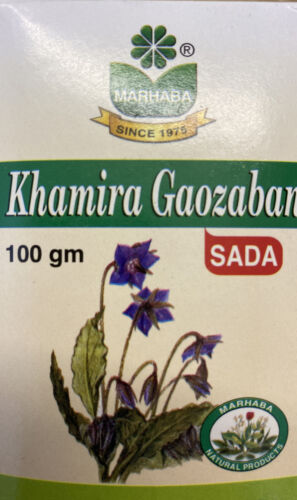 ®
MARHABA
SINCE 1975
Khamira Gaozaban
100 gm
SADA
MARHABA
NATURAL PRODUCTS